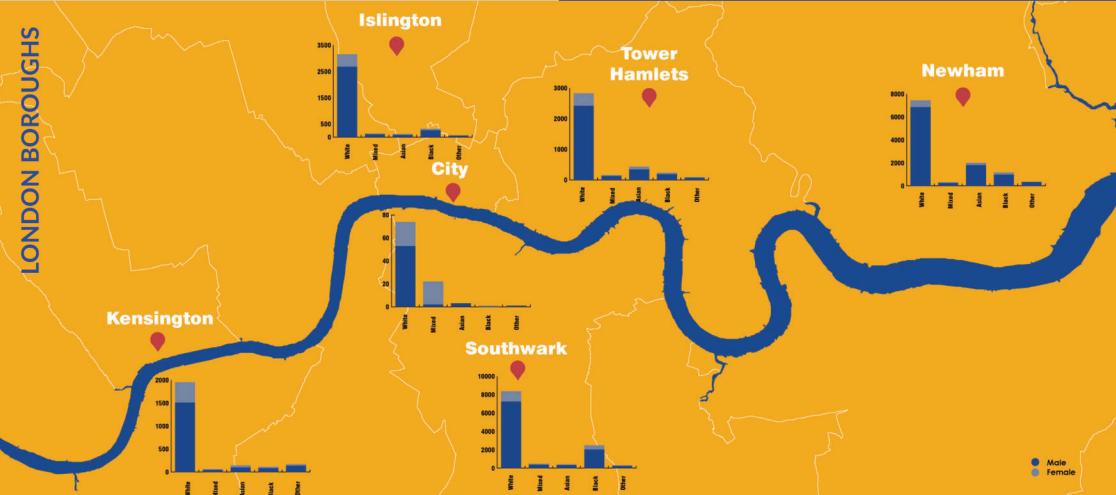 LONDON BOROUGHS
Islington
3500
2500
1500
500
0
White
Mixed
Asian
Black
Other
Tower
Hamlets
3000
2000
1000
0
White
Mixed
Asian
Black
Other
Newham
8000
6000
4000
2000
0
White
Mixed
Asian
Black
Other
City
80
60
40
20
0
White
Mixed
Asian
Black
Other
Kensington
2000
1500
1000
500
0
White
Mixed
Asian
Black
Other
Southwark
10000
8000
6000
4000
2000
0
White
Mixed
Asian
Black
Other
Male
Female